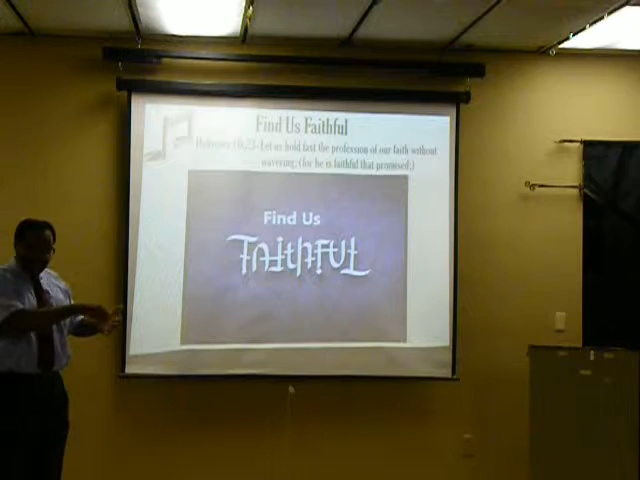 Find Us Faithful
Hebrews 10:23- Let us hold fast the profession of our faith without
wavering; (for he is faithful that promised;)
Find Us
FAiTHFUL